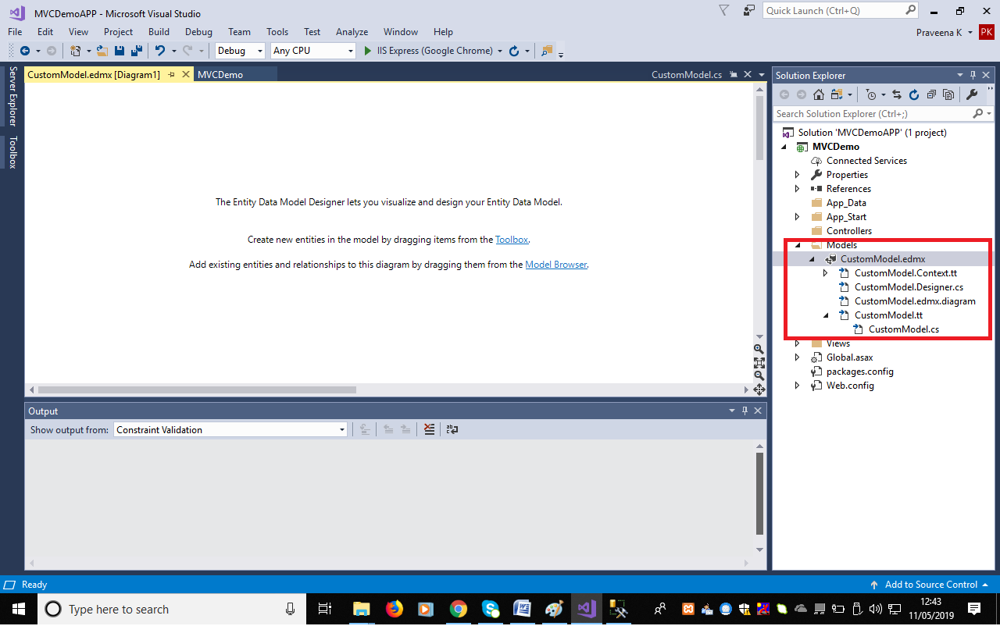 MVCDemoAPP - Microsoft Visual Studio
Quick Launch (Ctrl+Q)
File Edit View Project Build Debug Team Tools Test Analyze Window Help
Praveena K
PK
Debug Any CPU IIS Express (Google Chrome)
Server Explorer
Toolbox
CustomModel.edmx [Diagram1] MVCDemo CustomModel.cs
The Entity Data Model Designer lets you visualize and design your Entity Data Model.
Create new entities in the model by dragging items from the Toolbox.
Add existing entities and relationships to this diagram by dragging them from the Model Browser.
Output
Show output from: Constraint Validation
Solution Explorer
Search Solution Explorer (Ctrl+;)
Solution 'MVCDemoAPP' (1 project)
MVCDemo
Connected Services
Properties
References
App_Data
App_Start
Controllers
Models
CustomModel.edmx
CustomModel.Context.tt
CustomModel.Designer.cs
CustomModel.edmx.diagram
CustomModel.tt
CustomModel.cs
Views
Global.asax
packages.config
Web.config
Ready
Add to Source Control
Type here to search
12:43
11/05/2019